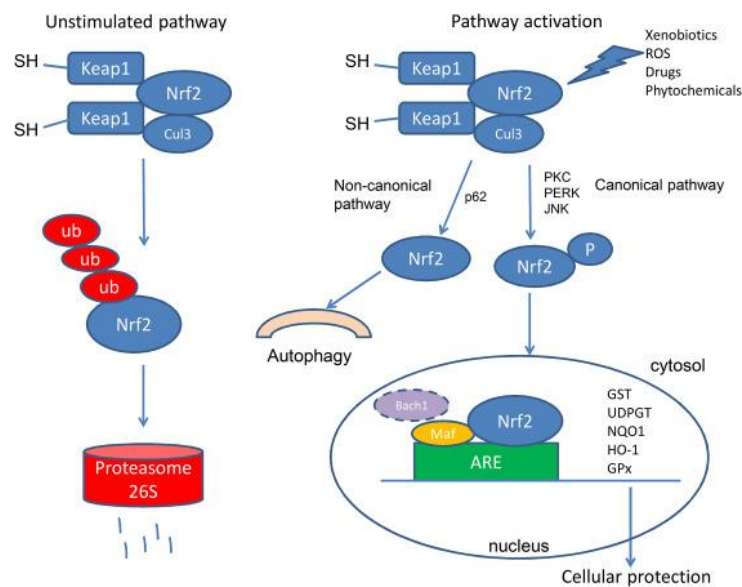 Unstimulated pathway
SH
Keap1
Nrf2
SH
Keap1
Cul3
ub
ub
ub
Nrf2
Proteasome
26S
Pathway activation
Xenobiotics
ROS
Drugs
Phytochemicals
SH
Keap1
Nrf2
SH
Keap1
Cul3
Non-canonical
pathway
p62
PKC
PERK
JNK
Canonical pathway
Nrf2
Nrf2
P
Autophagy
cytosol
Bach1
Maf
Nrf2
ARE
GST
UDPGT
NQO1
HO-1
GPx
nucleus
Cellular protection